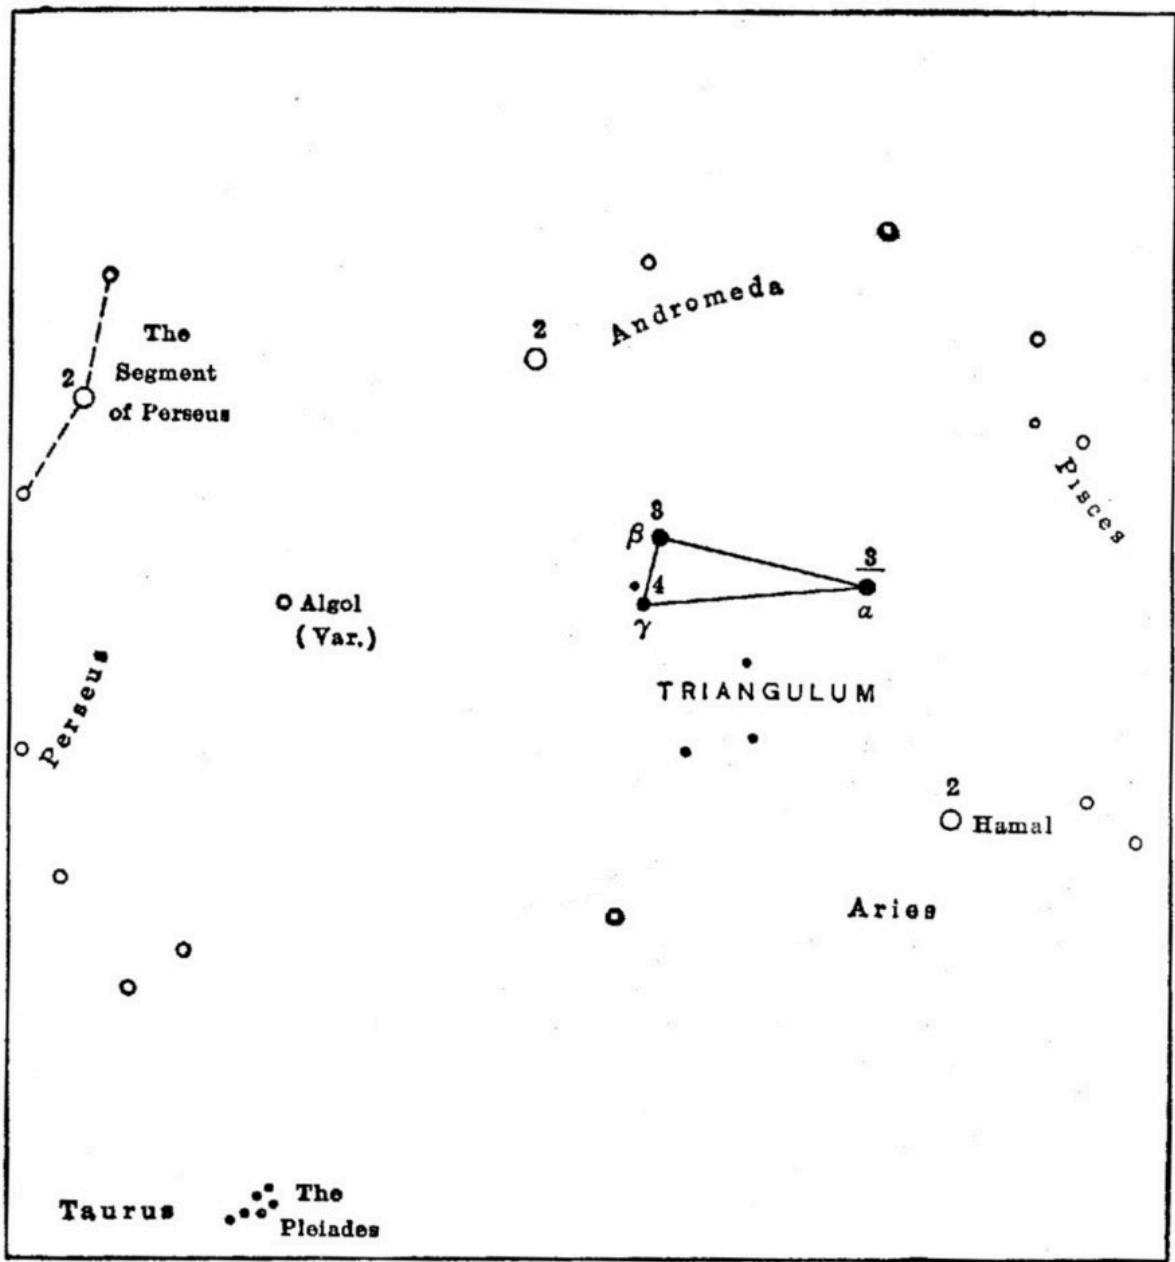 2
Andromeda
The
Segment
of Perseus
2
Pisces
3
β
4
3
α
γ
Algol
(Var.)
Perseus
TRIANGULUM
2
Hamal
Aries
Taurus
The
Pleiades